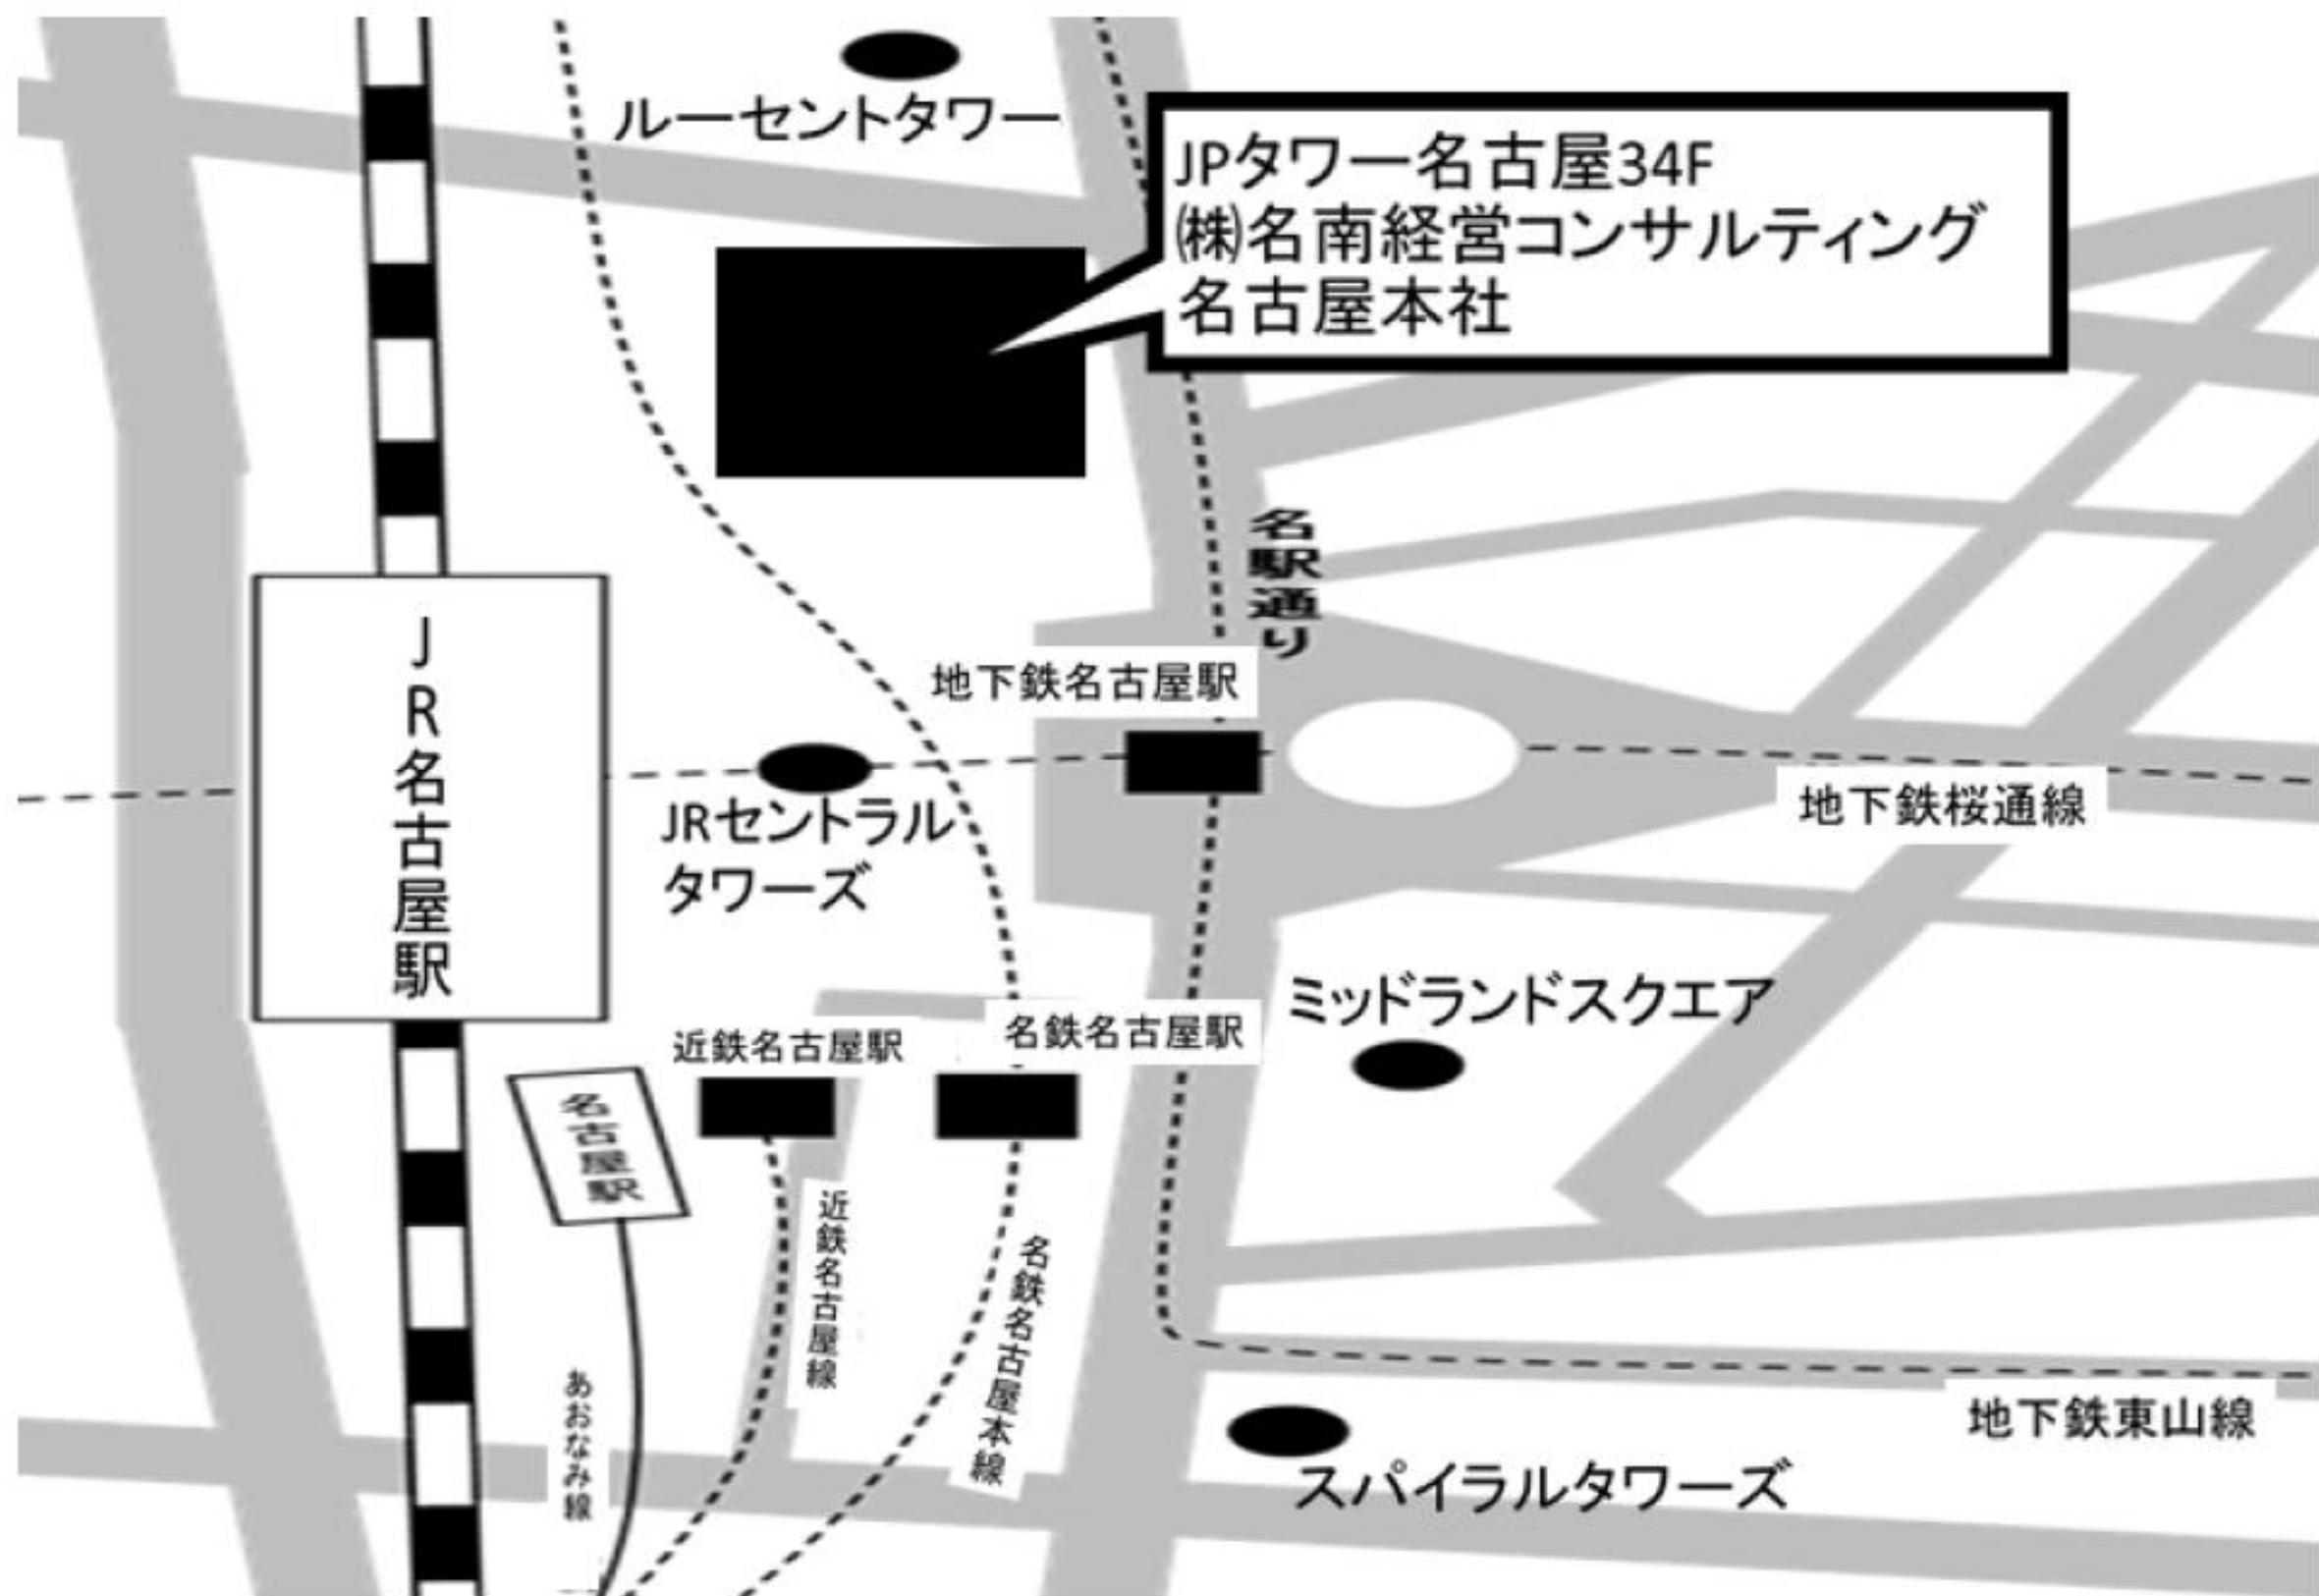 ルーセントタワー
JPタワー名古屋34F
㈱名南経営コンサルティング
名古屋本社
名駅通り
JR名古屋駅
地下鉄名古屋駅
JRセントラル
タワーズ
地下鉄桜通線
ミッドランドスクエア
近鉄名古屋駅
名鉄名古屋駅
名古屋駅
近鉄名古屋線
名鉄名古屋本線
あおなみ線
地下鉄東山線
スパイラルタワーズ